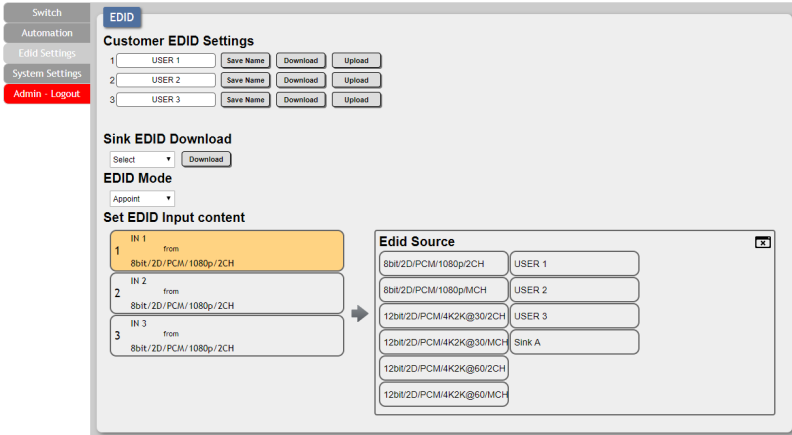 Switch
Automation
Edid Settings
System Settings
Admin - Logout
EDID
Customer EDID Settings
1 USER 1 Save Name Download Upload
2 USER 2 Save Name Download Upload
3 USER 3 Save Name Download Upload
Sink EDID Download
Select Download
EDID Mode
Appoint
Set EDID Input content
1 IN 1
from
8bit/2D/PCM/1080p/2CH
2 IN 2
from
8bit/2D/PCM/1080p/2CH
3 IN 3
from
8bit/2D/PCM/1080p/2CH
Edid Source
8bit/2D/PCM/1080p/2CH USER 1
8bit/2D/PCM/1080p/MCH USER 2
12bit/2D/PCM/4K2K@30/2CH USER 3
12bit/2D/PCM/4K2K@30/MCH Sink A
12bit/2D/PCM/4K2K@60/2CH
12bit/2D/PCM/4K2K@60/MCH